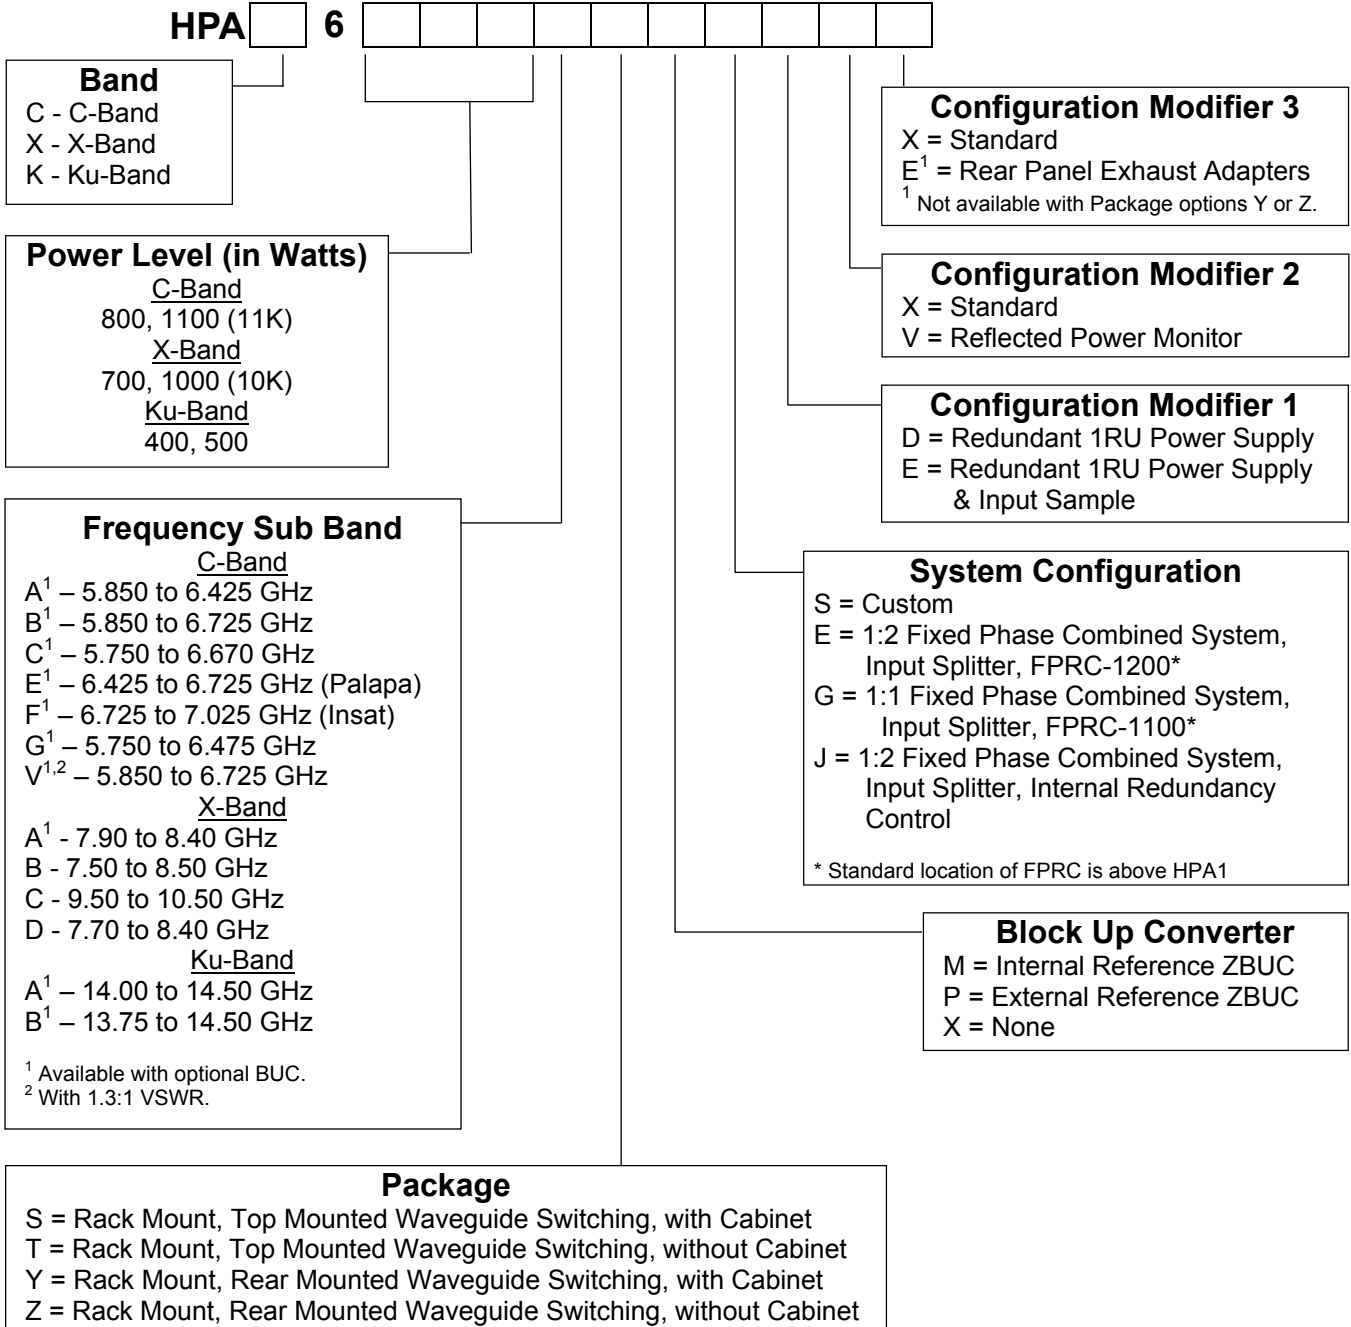 HPA 6
Band
C - C-Band
X - X-Band
K - Ku-Band
Power Level (in Watts)
C-Band
800, 1100 (11K)
X-Band
700, 1000 (10K)
Ku-Band
400, 500
Frequency Sub Band
C-Band
A¹ – 5.850 to 6.425 GHz
B¹ – 5.850 to 6.725 GHz
C¹ – 5.750 to 6.670 GHz
E¹ – 6.425 to 6.725 GHz (Palapa)
F¹ – 6.725 to 7.025 GHz (Insat)
G¹ – 5.750 to 6.475 GHz
V¹,² – 5.850 to 6.725 GHz
X-Band
A¹ - 7.90 to 8.40 GHz
B - 7.50 to 8.50 GHz
C - 9.50 to 10.50 GHz
D - 7.70 to 8.40 GHz
Ku-Band
A¹ – 14.00 to 14.50 GHz
B¹ – 13.75 to 14.50 GHz
¹ Available with optional BUC.
² With 1.3:1 VSWR.
Configuration Modifier 3
X = Standard
E¹ = Rear Panel Exhaust Adapters
¹ Not available with Package options Y or Z.
Configuration Modifier 2
X = Standard
V = Reflected Power Monitor
Configuration Modifier 1
D = Redundant 1RU Power Supply
E = Redundant 1RU Power Supply
& Input Sample
System Configuration
S = Custom
E = 1:2 Fixed Phase Combined System,
Input Splitter, FPRC-1200*
G = 1:1 Fixed Phase Combined System,
Input Splitter, FPRC-1100*
J = 1:2 Fixed Phase Combined System,
Input Splitter, Internal Redundancy
Control
* Standard location of FPRC is above HPA1
Block Up Converter
M = Internal Reference ZBUC
P = External Reference ZBUC
X = None
Package
S = Rack Mount, Top Mounted Waveguide Switching, with Cabinet
T = Rack Mount, Top Mounted Waveguide Switching, without Cabinet
Y = Rack Mount, Rear Mounted Waveguide Switching, with Cabinet
Z = Rack Mount, Rear Mounted Waveguide Switching, without Cabinet